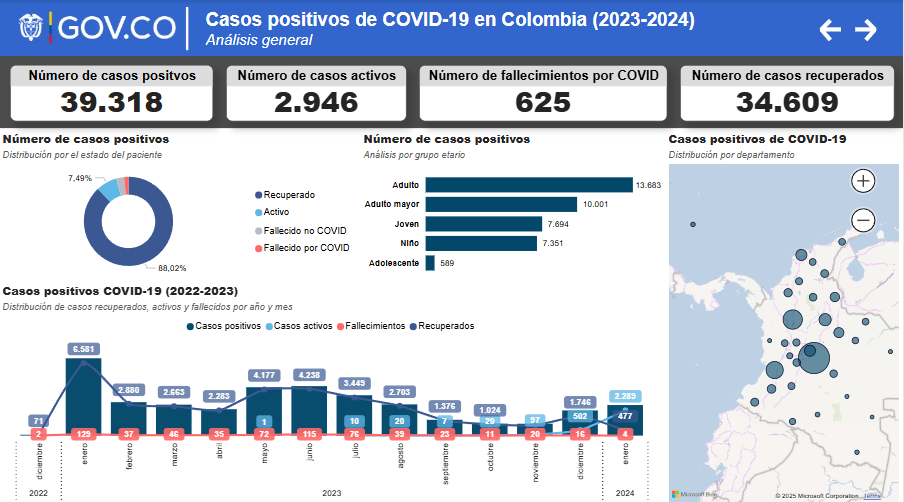 GOV.CO
Casos positivos de COVID-19 en Colombia (2023-2024)
Análisis general
Número de casos positvos
39.318
Número de casos activos
2.946
Número de fallecimientos por COVID
625
Número de casos recuperados
34.609
Número de casos positivos
Distribución por el estado del paciente
7,49%
88,02%
Recuperado
Activo
Fallecido no COVID
Fallecido por COVID
Número de casos positivos
Análisis por grupo etario
Adulto 13.683
Adulto mayor 10.001
Joven 7.694
Niño 7.351
Adolescente 589
Casos positivos de COVID-19
Distribución por departamento
Microsoft Bing
© 2025 Microsoft Corporation Terms
Casos positivos COVID-19 (2022-2023)
Distribución de casos recuperados, activos y fallecidos por año y mes
Casos positivos Casos activos Fallecimientos Recuperados
71 6.581 2.880 2.663 2.283 4.177 4.238 3.449 2.703 1.376 1.024 97 1.746 2.283
1 10 20 7 20 502 477
2 129 37 46 35 72 115 76 33 23 11 20 16 4
diciembre enero febrero marzo abril mayo junio julio agosto septiembre octubre noviembre diciembre enero
2022 2023 2024